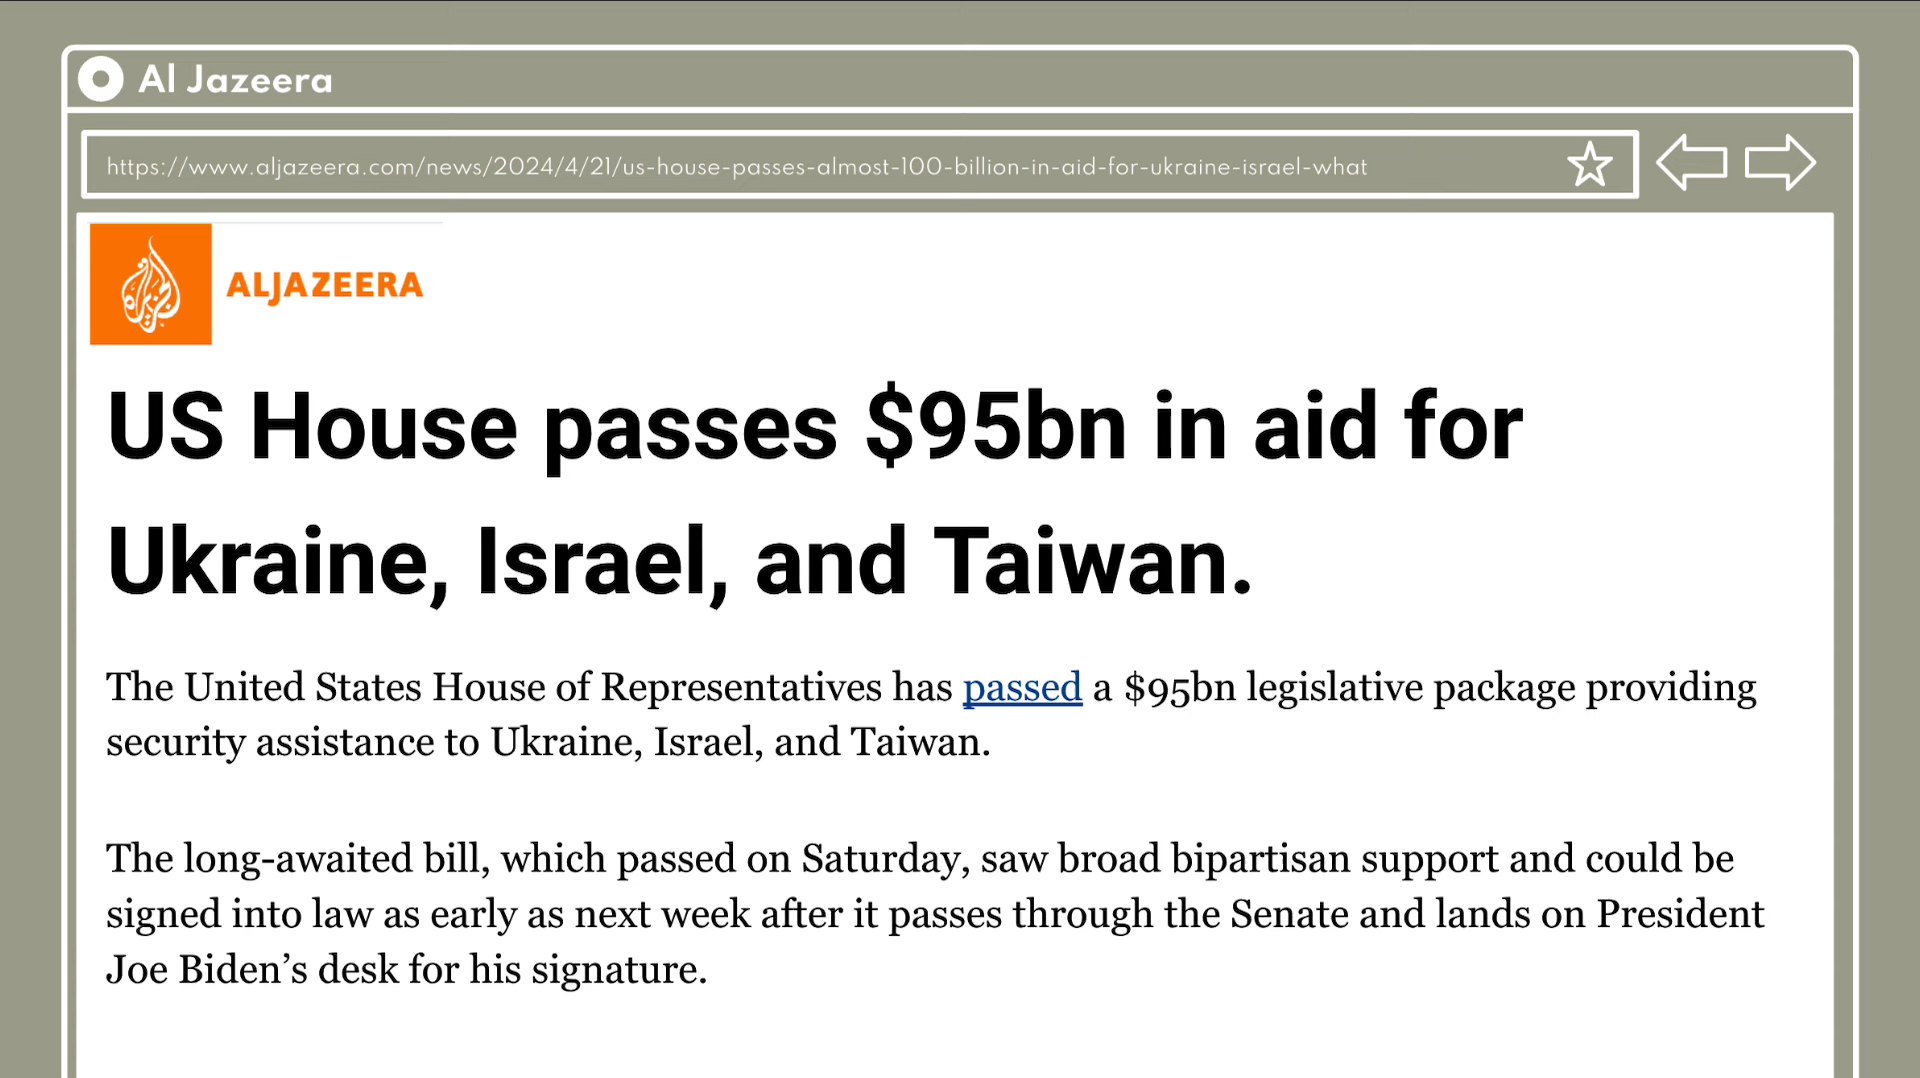 Al Jazeera
https://www.aljazeera.com/news/2024/4/21/us-house-passes-almost-100-billion-in-aid-for-ukraine-israel-what
الجزيرة
ALJAZEERA
US House passes $95bn in aid for
Ukraine, Israel, and Taiwan.
The United States House of Representatives has passed a $95bn legislative package providing
security assistance to Ukraine, Israel, and Taiwan.
The long-awaited bill, which passed on Saturday, saw broad bipartisan support and could be
signed into law as early as next week after it passes through the Senate and lands on President
Joe Biden’s desk for his signature.